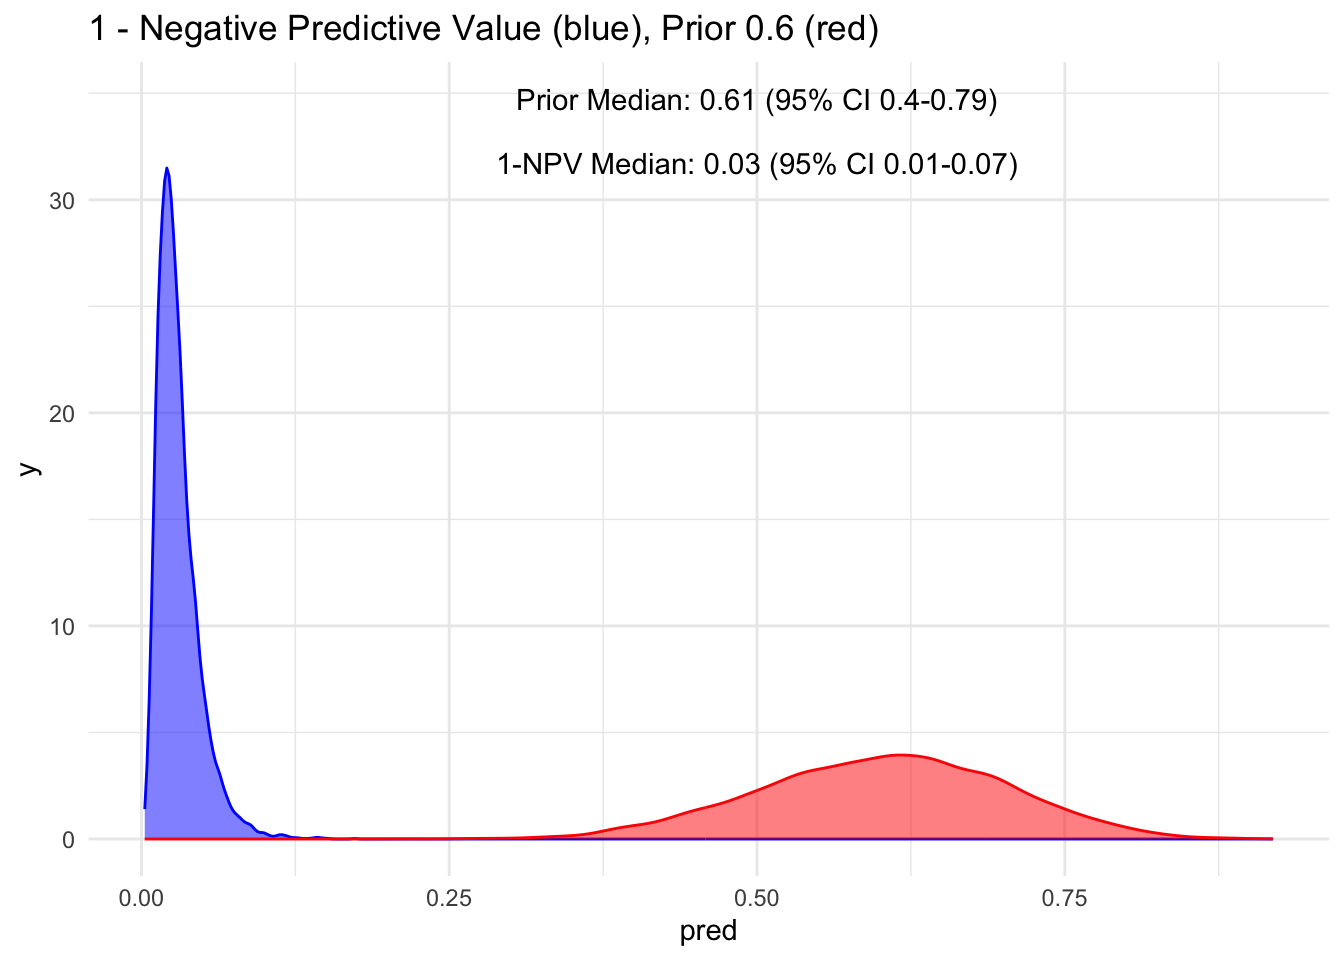 1 - Negative Predictive Value (blue), Prior 0.6 (red)
Prior Median: 0.61 (95% CI 0.4-0.79)
1-NPV Median: 0.03 (95% CI 0.01-0.07)
30
20
10
0
y
0.00
0.25
0.50
0.75
pred